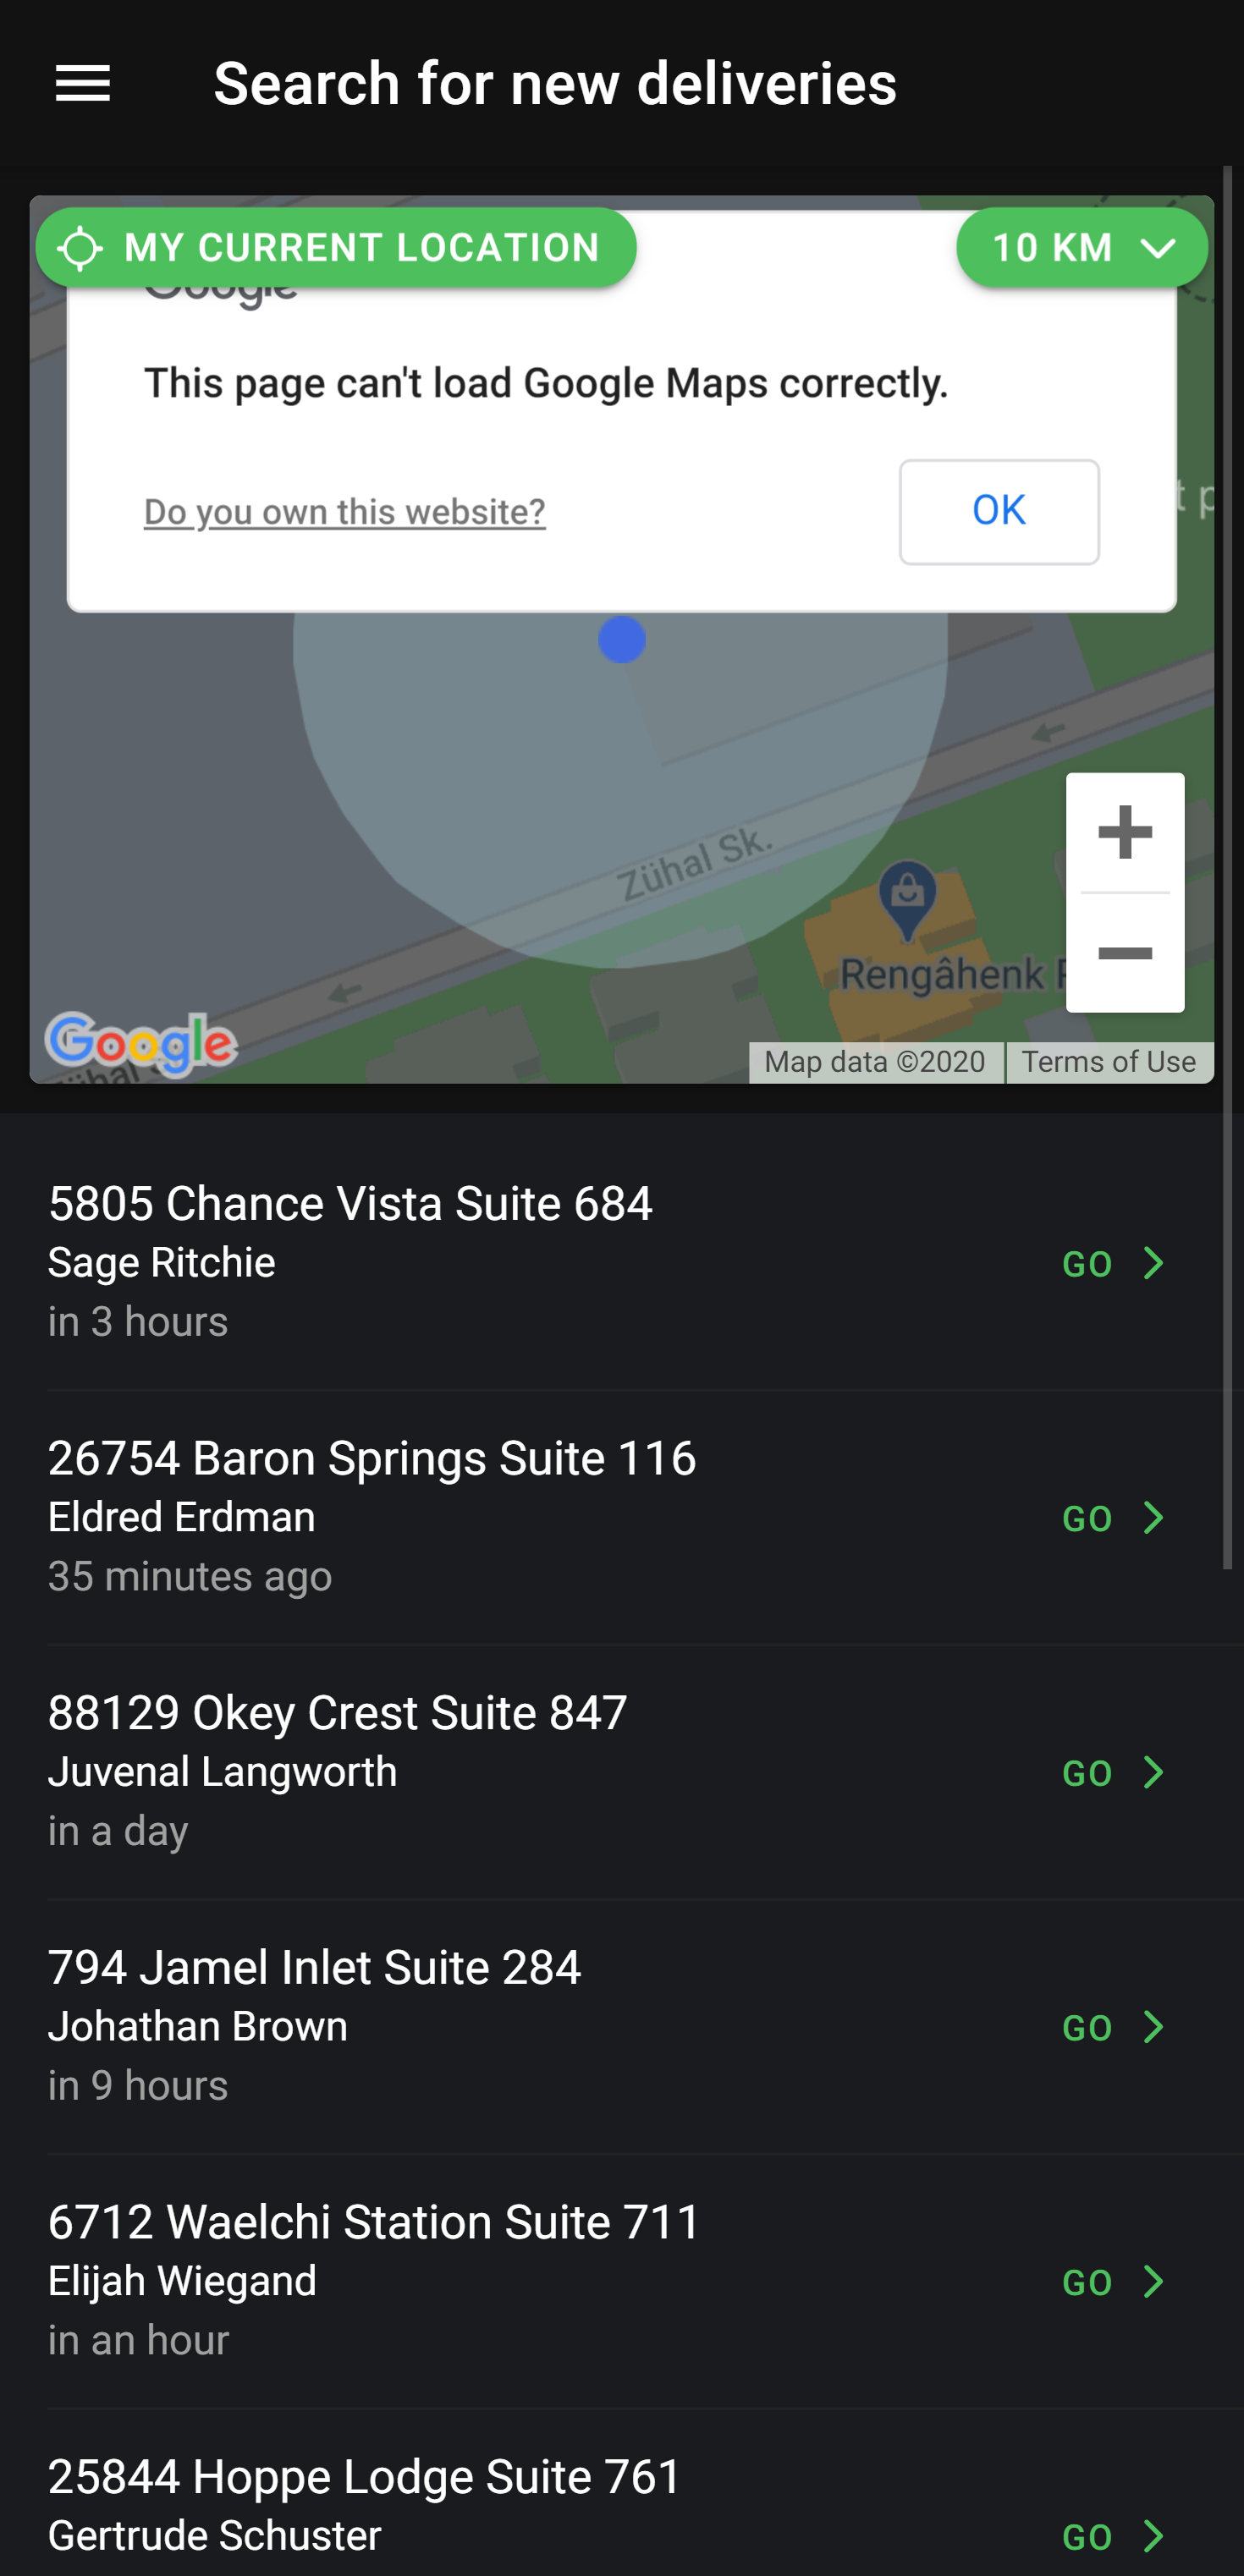 Search for new deliveries
MY CURRENT LOCATION
10 KM
Google
This page can't load Google Maps correctly.
Do you own this website?
OK
Zühal Sk.
Rengâhenk
Google
Map data ©2020
Terms of Use
5805 Chance Vista Suite 684
Sage Ritchie
GO
in 3 hours
26754 Baron Springs Suite 116
Eldred Erdman
GO
35 minutes ago
88129 Okey Crest Suite 847
Juvenal Langworth
GO
in a day
794 Jamel Inlet Suite 284
Johathan Brown
GO
in 9 hours
6712 Waelchi Station Suite 711
Elijah Wiegand
GO
in an hour
25844 Hoppe Lodge Suite 761
Gertrude Schuster
GO